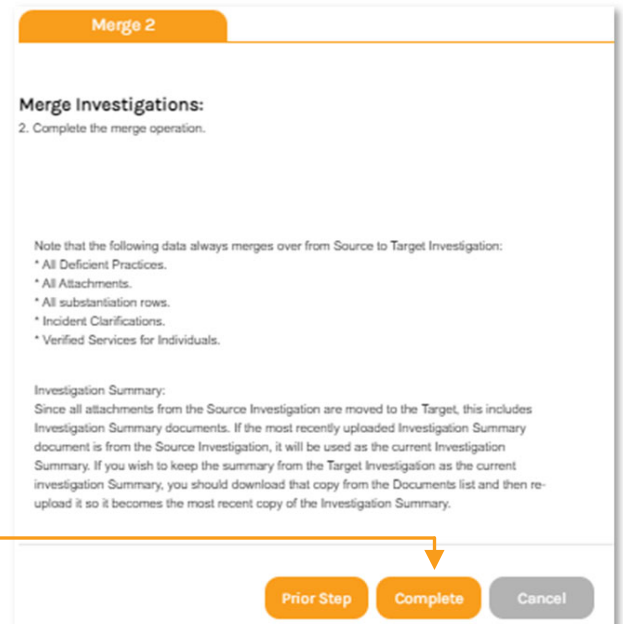 Merge 2
Merge Investigations:
2. Complete the merge operation.
Note that the following data always merges over from Source to Target Investigation:
* All Deficient Practices.
* All Attachments.
* All substantiation rows.
* Incident Clarifications.
* Verified Services for Individuals.
Investigation Summary:
Since all attachments from the Source Investigation are moved to the Target, this includes
Investigation Summary documents. If the most recently uploaded Investigation Summary
document is from the Source Investigation, it will be used as the current Investigation
Summary. If you wish to keep the summary from the Target Investigation as the current
investigation Summary, you should download that copy from the Documents list and then re-
upload it so it becomes the most recent copy of the Investigation Summary.
Prior Step Complete Cancel